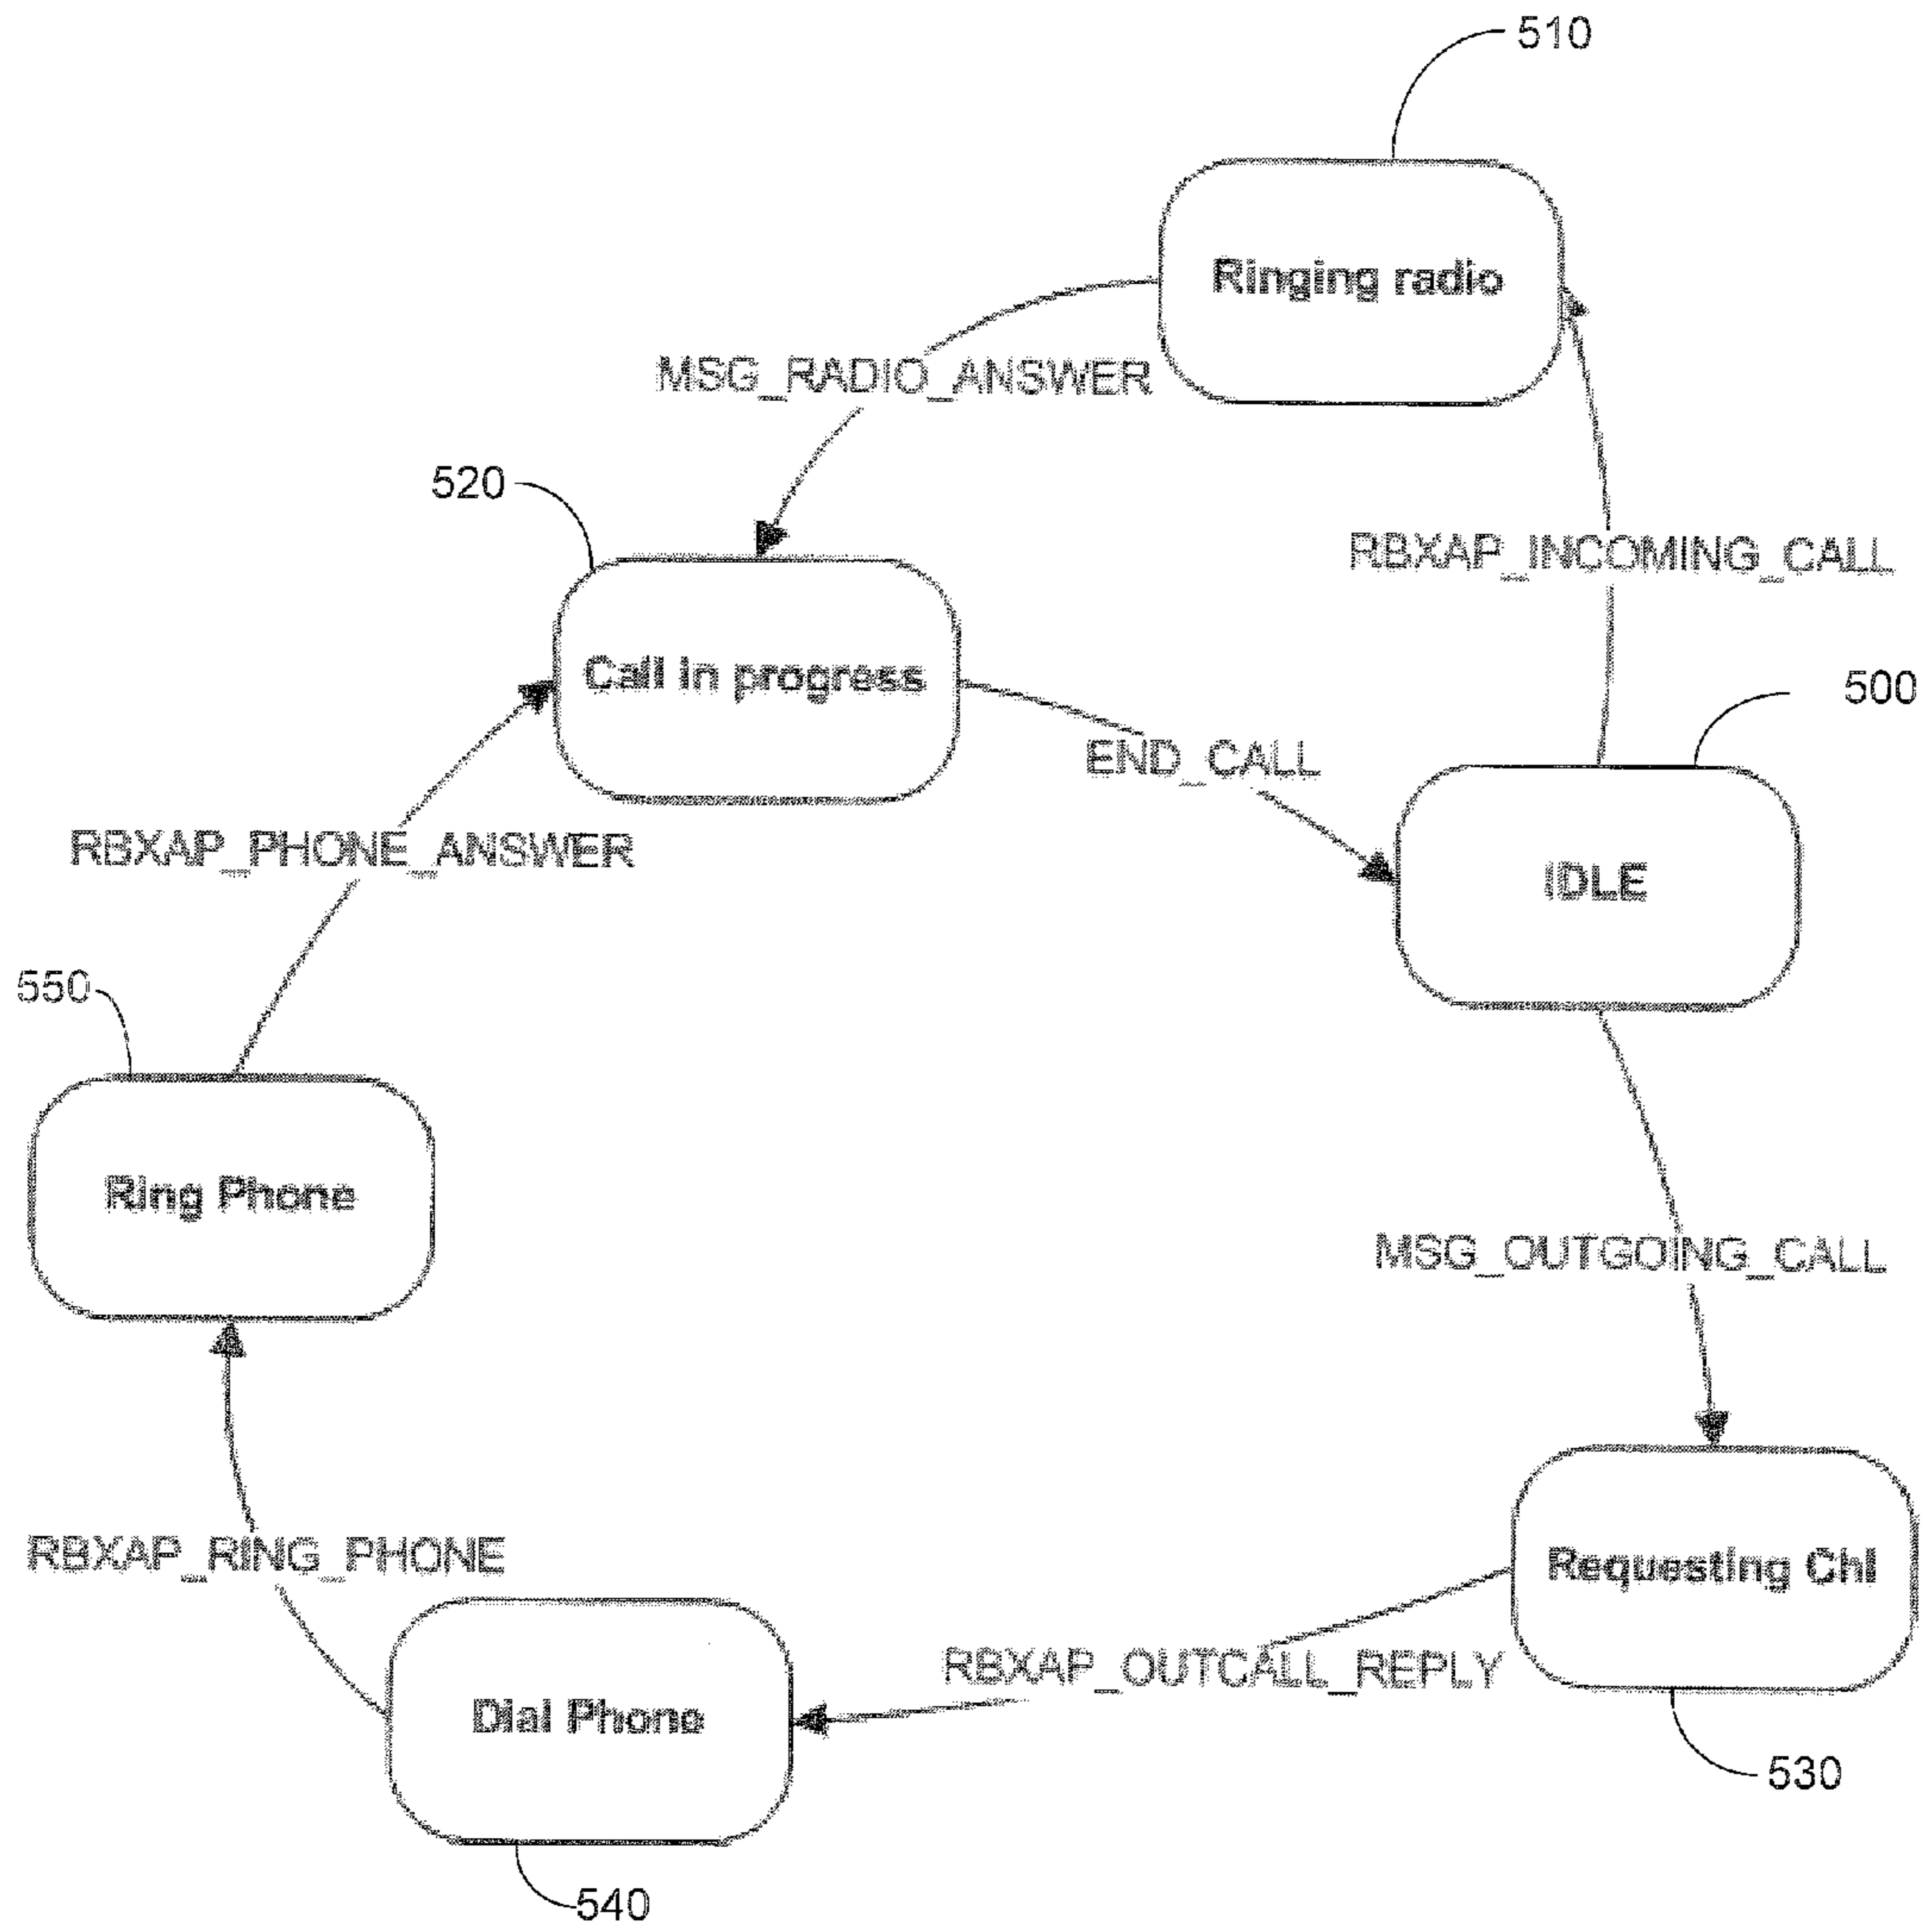 510
Ringing radio
MSG_RADIO_ANSWER
520
RBXAP_INCOMING_CALL
Call in progress
500
END_CALL
RBXAP_PHONE_ANSWER
IDLE
550
Ring Phone
MSG_OUTGOING_CALL
RBXAP_RING_PHONE
Requesting Chl
RBXAP_OUTCALL_REPLY
Dial Phone
530
540